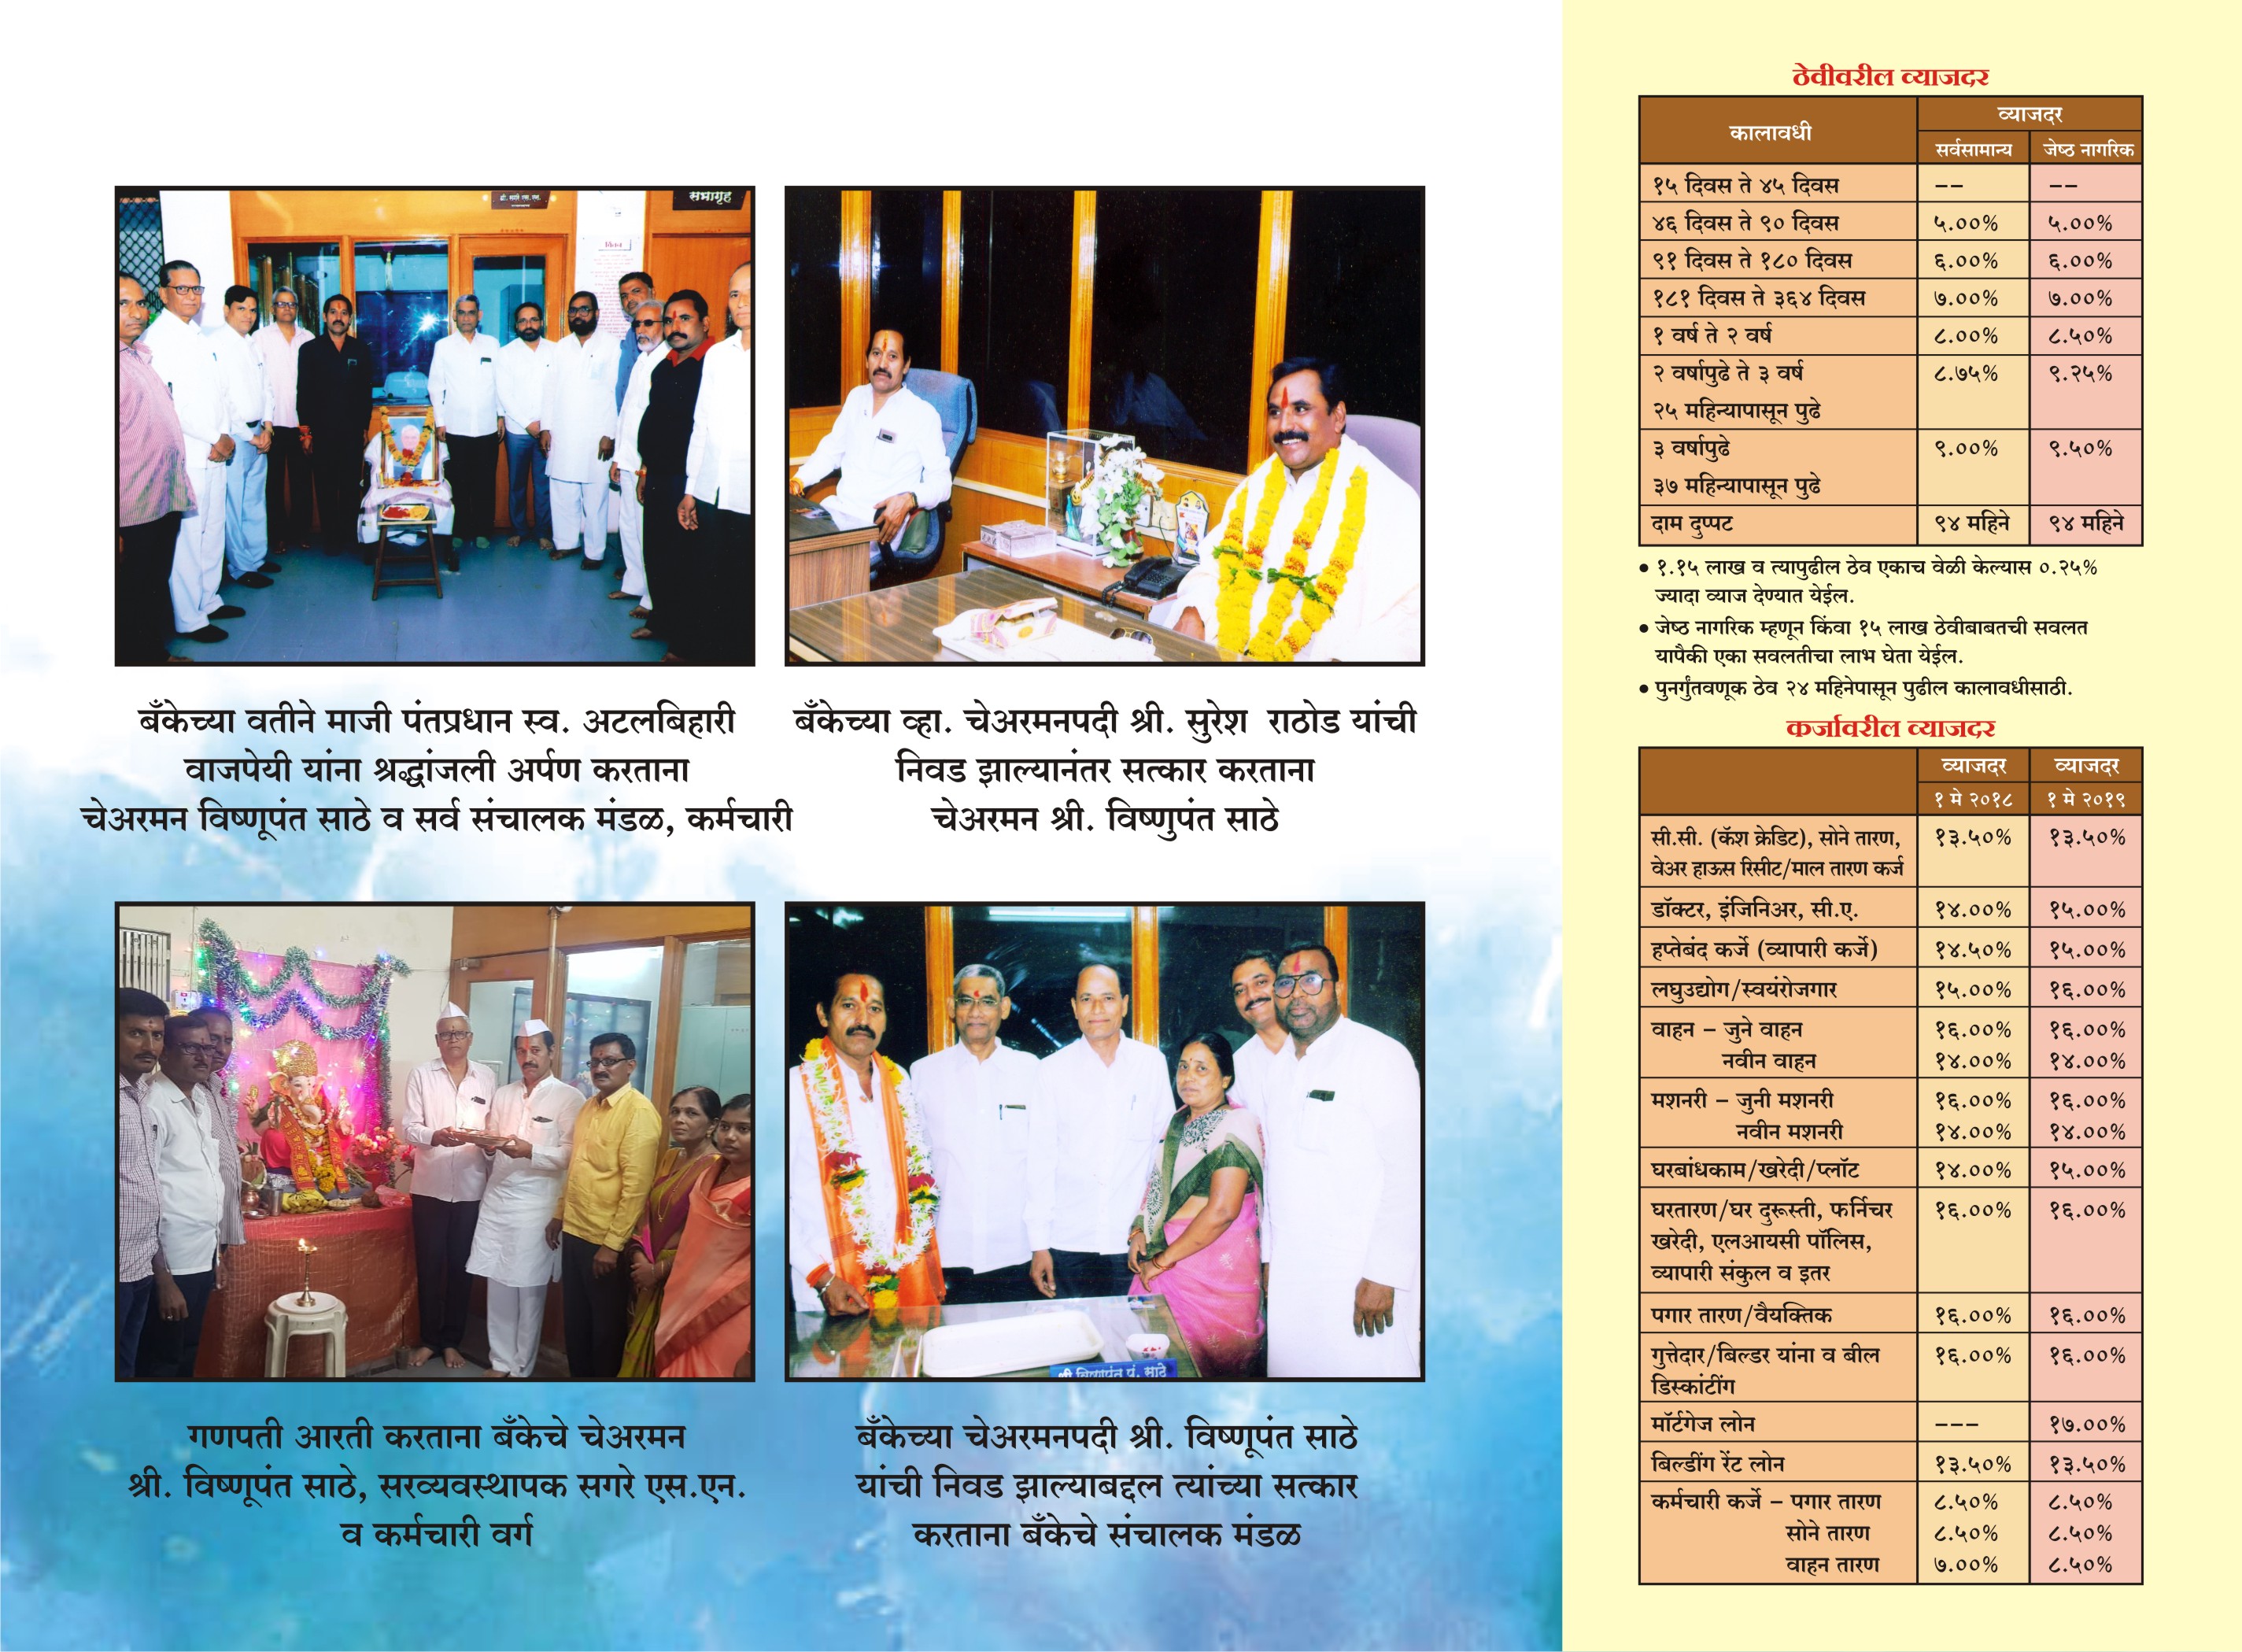 सभागृह
बँकेच्या वतीने माजी पंतप्रधान स्व. अटलबिहारी
वाजपेयी यांना श्रद्धांजली अर्पण करताना
चेअरमन विष्णूपंत साठे व सर्व संचालक मंडळ, कर्मचारी
बँकेच्या व्हा. चेअरमनपदी श्री. सुरेश राठोड यांची
निवड झाल्यानंतर सत्कार करताना
चेअरमन श्री. विष्णुपंत साठे
श्री विष्णुपंत पं. साठे
गणपती आरती करताना बँकेचे चेअरमन
श्री. विष्णूपंत साठे, सरव्यवस्थापक सगरे एस.एन.
व कर्मचारी वर्ग
बँकेच्या चेअरमनपदी श्री. विष्णूपंत साठे
यांची निवड झाल्याबद्दल त्यांच्या सत्कार
करताना बँकेचे संचालक मंडळ
ठेवीवरील व्याजदर
कालावधी व्याजदर
सर्वसामान्य जेष्ठ नागरिक
१५ दिवस ते ४५ दिवस -- --
४६ दिवस ते ९० दिवस ५.००% ५.००%
९१ दिवस ते १८० दिवस ६.००% ६.००%
१८१ दिवस ते ३६४ दिवस ७.००% ७.००%
१ वर्ष ते २ वर्ष ८.००% ८.५०%
२ वर्षापुढे ते ३ वर्ष ८.७५% ९.२५%
२५ महिन्यापासून पुढे
३ वर्षापुढे ९.००% ९.५०%
३७ महिन्यापासून पुढे
दाम दुप्पट ९४ महिने ९४ महिने
• १.१५ लाख व त्यापुढील ठेव एकाच वेळी केल्यास ०.२५%
ज्यादा व्याज देण्यात येईल.
• जेष्ठ नागरिक म्हणून किंवा १५ लाख ठेवीबाबतची सवलत
यापैकी एका सवलतीचा लाभ घेता येईल.
• पुनर्गुंतवणूक ठेव २४ महिनेपासून पुढील कालावधीसाठी.
कर्जावरील व्याजदर
व्याजदर व्याजदर
१ मे २०१८ १ मे २०१९
सी.सी. (कॅश क्रेडिट), सोने तारण, १३.५०% १३.५०%
वेअर हाऊस रिसीट/माल तारण कर्ज
डॉक्टर, इंजिनिअर, सी.ए. १४.००% १५.००%
हप्तेबंद कर्जे (व्यापारी कर्जे) १४.५०% १५.००%
लघुउद्योग/स्वयंरोजगार १५.००% १६.००%
वाहन – जुने वाहन १६.००% १६.००%
नवीन वाहन १४.००% १४.००%
मशनरी – जुनी मशनरी १६.००% १६.००%
नवीन मशनरी १४.००% १४.००%
घरबांधकाम/खरेदी/प्लॉट १४.००% १५.००%
घरतारण/घर दुरूस्ती, फर्निचर १६.००% १६.००%
खरेदी, एलआयसी पॉलिस,
व्यापारी संकुल व इतर
पगार तारण/वैयक्तिक १६.००% १६.००%
गुत्तेदार/बिल्डर यांना व बील १६.००% १६.००%
डिस्कांटींग
मॉर्टगेज लोन --- १७.००%
बिल्डींग रेंट लोन १३.५०% १३.५०%
कर्मचारी कर्जे – पगार तारण ८.५०% ८.५०%
सोने तारण ८.५०% ८.५०%
वाहन तारण ७.००% ८.५०%